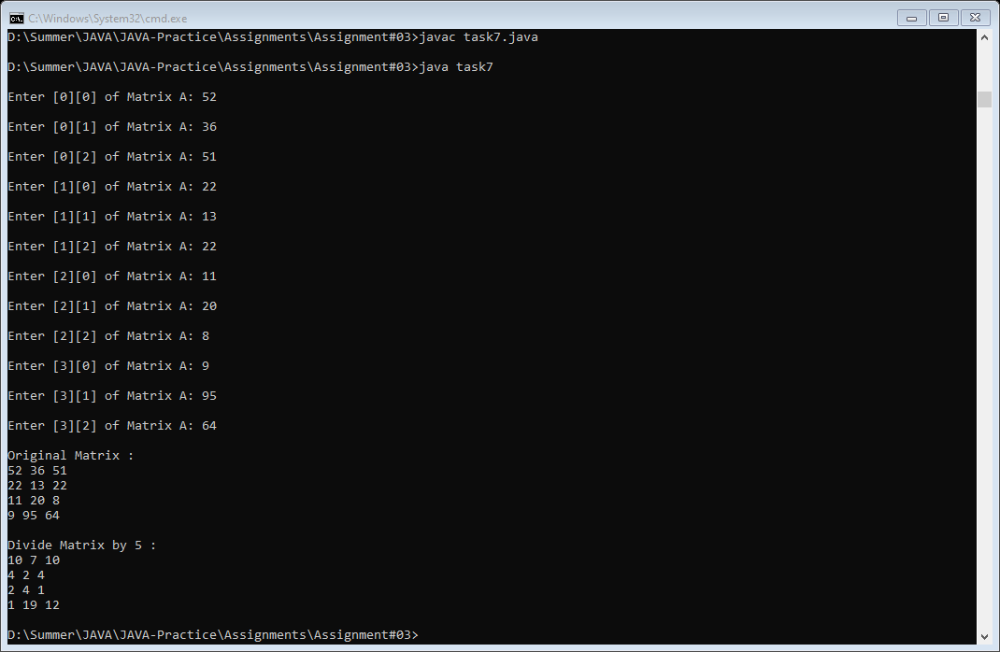 C:\Windows\System32\cmd.exe
D:\Summer\JAVA\JAVA-Practice\Assignments\Assignment#03>javac task7.java
D:\Summer\JAVA\JAVA-Practice\Assignments\Assignment#03>java task7
Enter [0][0] of Matrix A: 52
Enter [0][1] of Matrix A: 36
Enter [0][2] of Matrix A: 51
Enter [1][0] of Matrix A: 22
Enter [1][1] of Matrix A: 13
Enter [1][2] of Matrix A: 22
Enter [2][0] of Matrix A: 11
Enter [2][1] of Matrix A: 20
Enter [2][2] of Matrix A: 8
Enter [3][0] of Matrix A: 9
Enter [3][1] of Matrix A: 95
Enter [3][2] of Matrix A: 64
Original Matrix :
52 36 51
22 13 22
11 20 8
9 95 64
Divide Matrix by 5 :
10 7 10
4 2 4
2 4 1
1 19 12
D:\Summer\JAVA\JAVA-Practice\Assignments\Assignment#03>